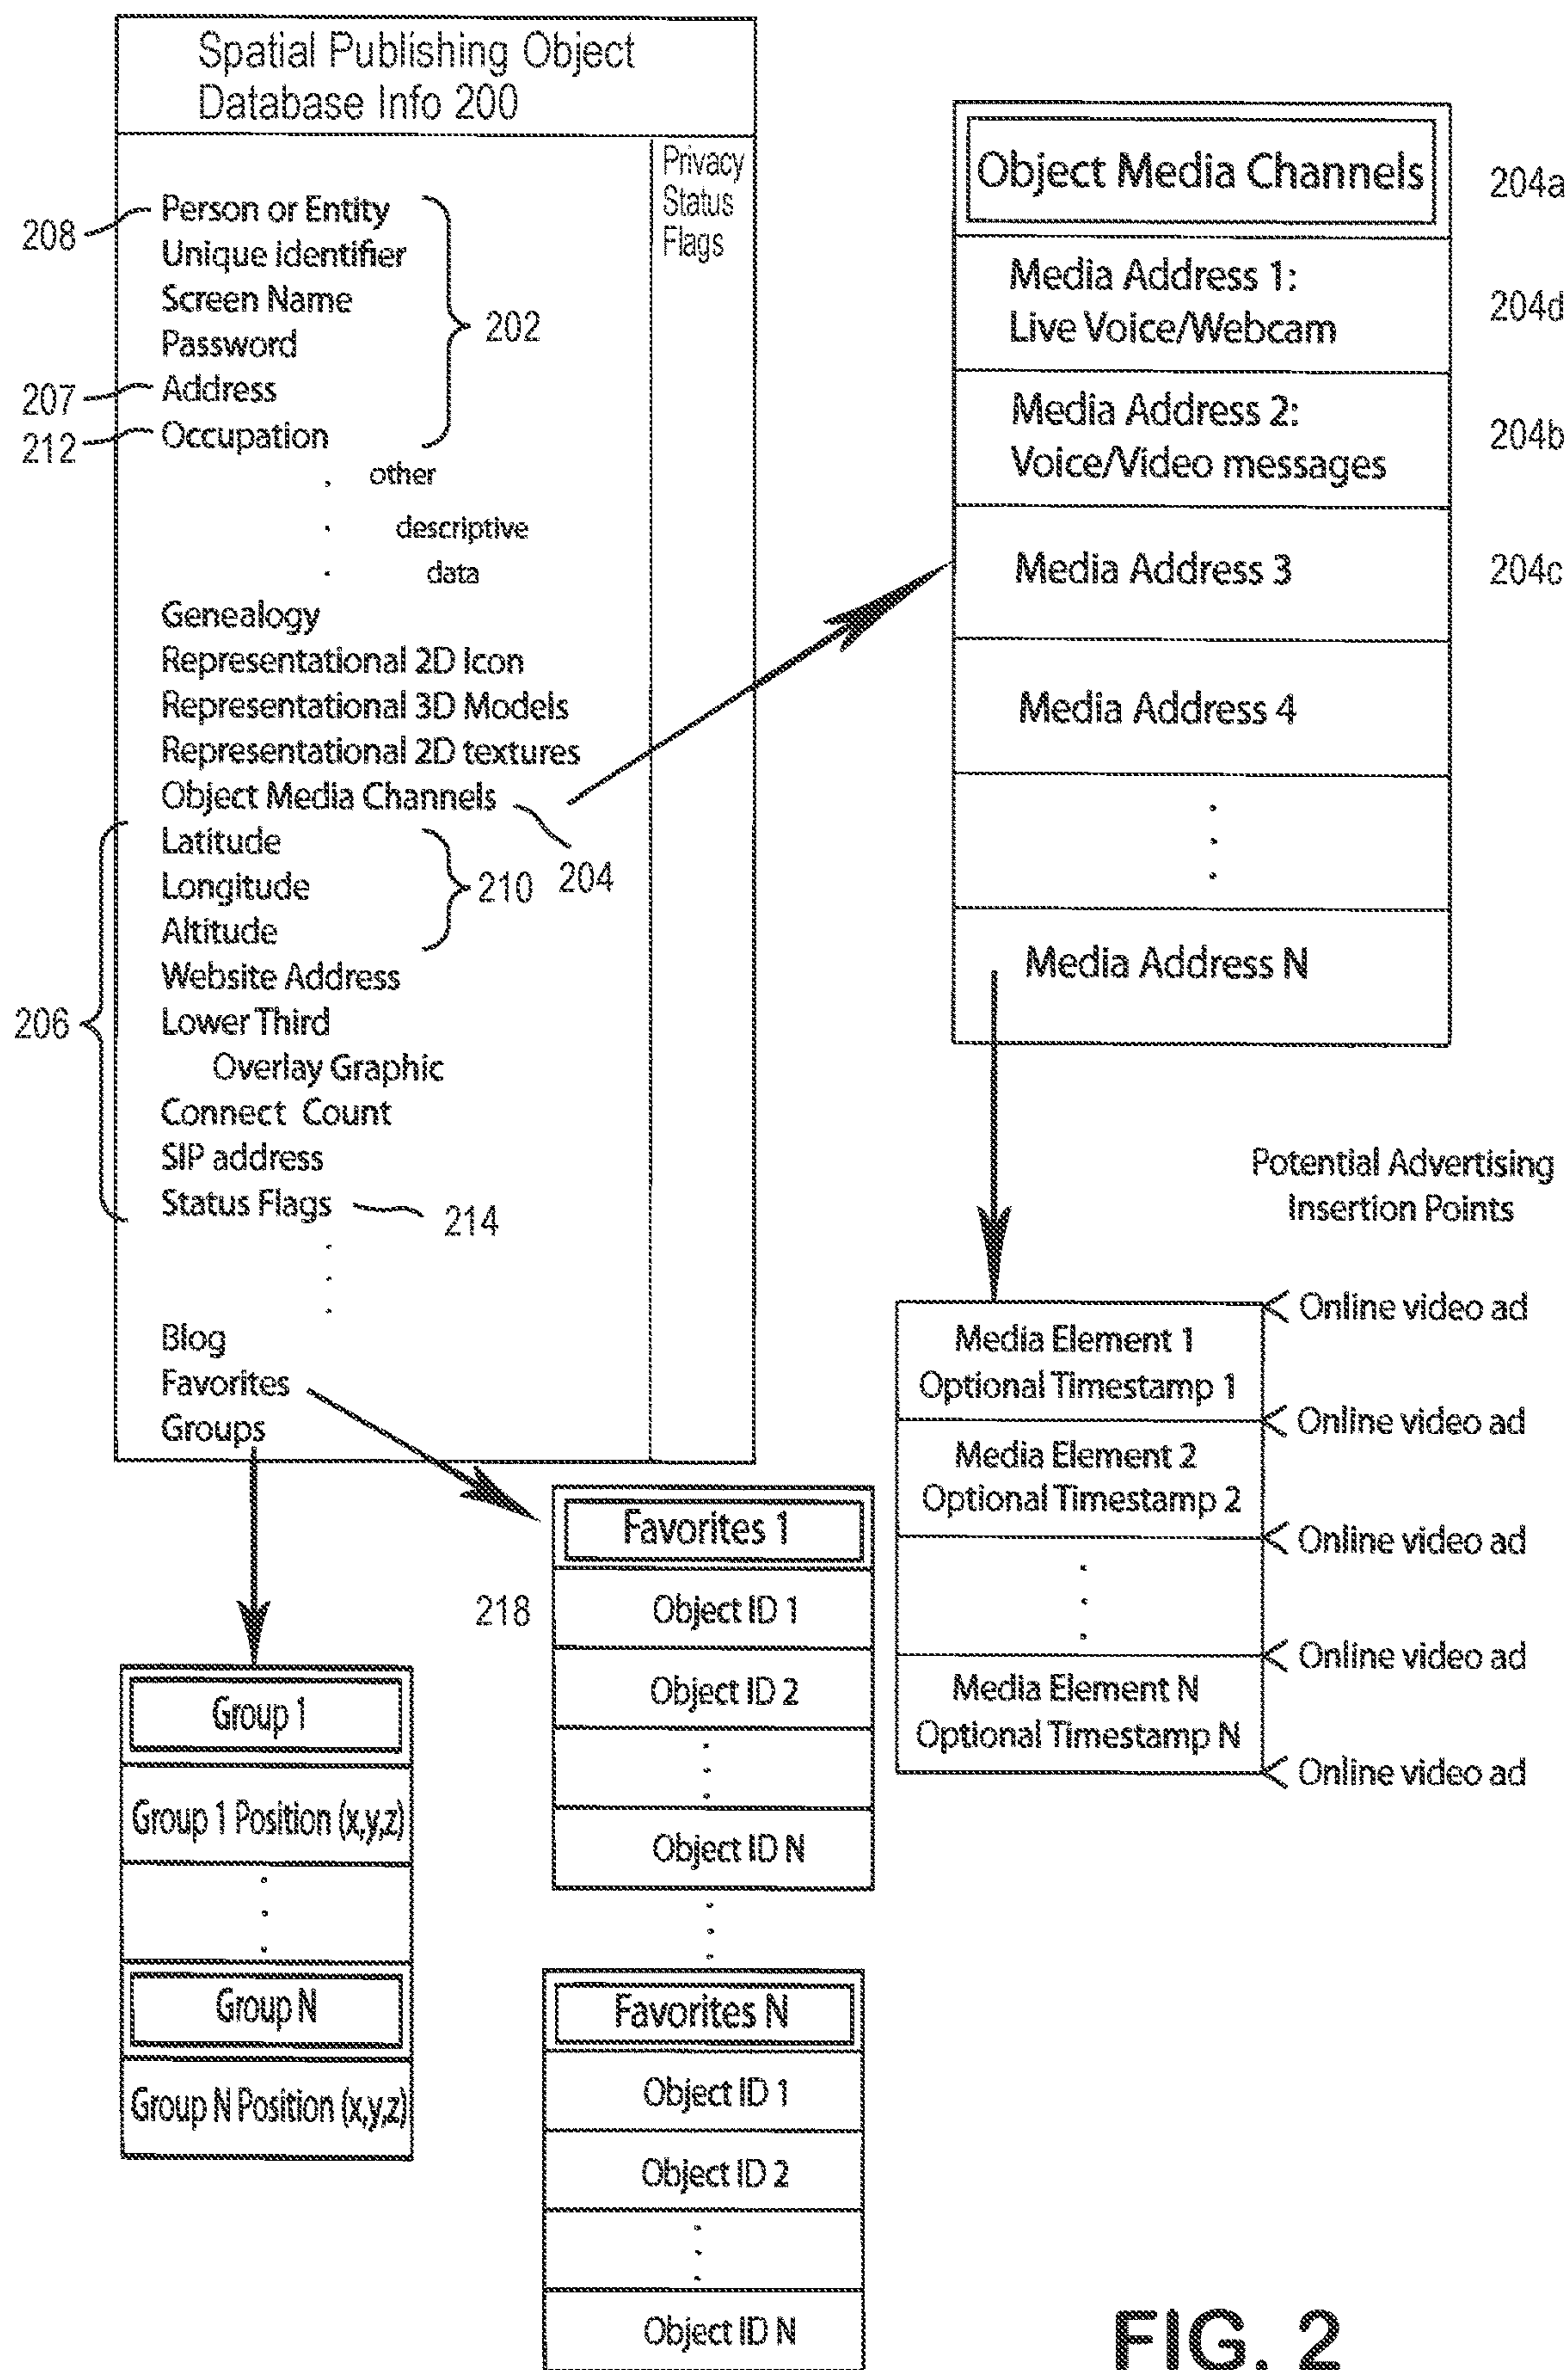 Spatial Publishing Object
Database Info 200
Privacy
Status
Flags
208
Person or Entity
Unique identifier
Screen Name
Password
207
Address
212
Occupation
202
other
descriptive
data
Genealogy
Representational 2D Icon
Representational 3D Models
Representational 2D textures
Object Media Channels
204
206
Latitude
Longitude
Altitude
210
Website Address
Lower Third
Overlay Graphic
Connect Count
SIP address
Status Flags
214
Blog
Favorites
Groups
Object Media Channels
204a
Media Address 1:
Live Voice/Webcam
204d
Media Address 2:
Voice/Video messages
204b
Media Address 3
204c
Media Address 4
Media Address N
Potential Advertising
Insertion Points
Online video ad
Media Element 1
Optional Timestamp 1
Online video ad
Media Element 2
Optional Timestamp 2
Online video ad
Online video ad
Media Element N
Optional Timestamp N
Online video ad
218
Favorites 1
Object ID 1
Object ID 2
Object ID N
Group 1
Group 1 Position (x,y,z)
Group N
Group N Position (x,y,z)
Favorites N
Object ID 1
Object ID 2
Object ID N
FIG. 2